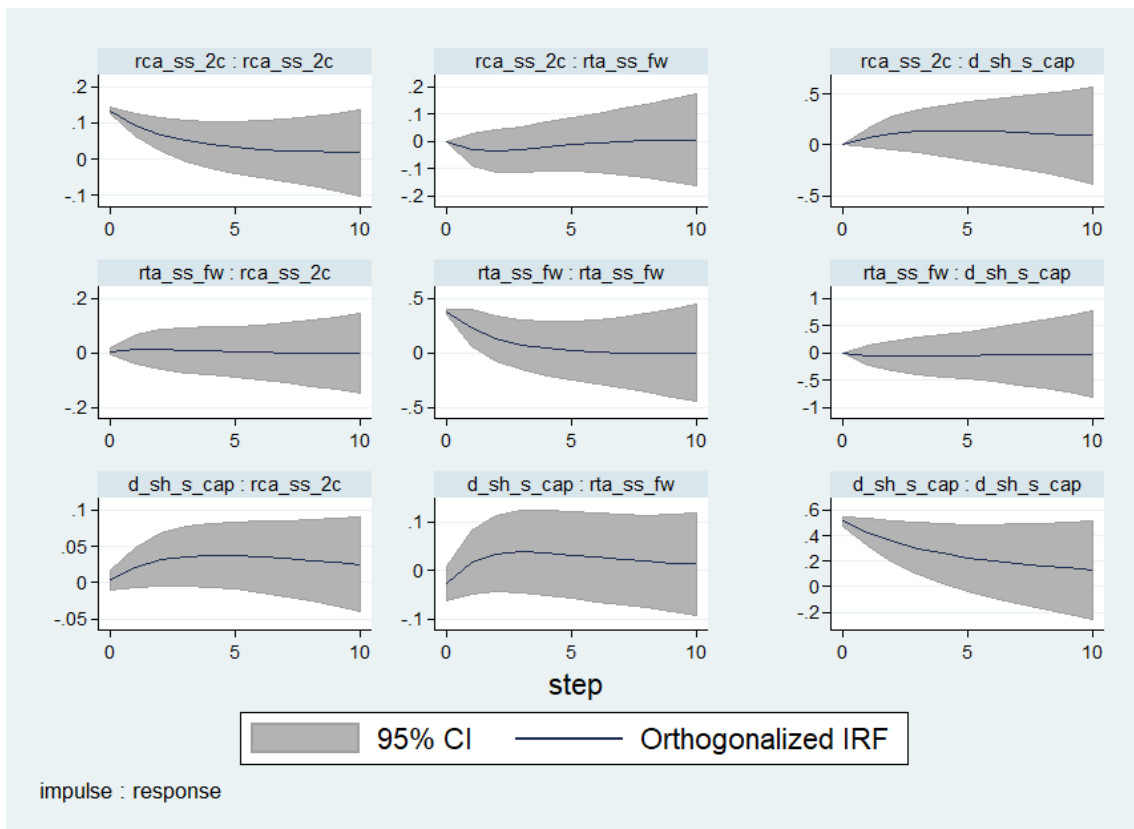 rca_ss_2c : rca_ss_2c
rca_ss_2c : rta_ss_fw
rca_ss_2c : d_sh_s_cap
.2
.1
0
-.1
0 5 10
.2
.1
0
-.1
-.2
0 5 10
.5
0
-.5
0 5 10
rta_ss_fw : rca_ss_2c
rta_ss_fw : rta_ss_fw
rta_ss_fw : d_sh_s_cap
.2
0
-.2
0 5 10
.5
0
-.5
0 5 10
1
.5
0
-.5
-1
0 5 10
d_sh_s_cap : rca_ss_2c
d_sh_s_cap : rta_ss_fw
d_sh_s_cap : d_sh_s_cap
.1
.05
0
-.05
0 5 10
.1
0
-.1
0 5 10
.6
.4
.2
0
-.2
0 5 10
step
95% CI Orthogonalized IRF
impulse : response